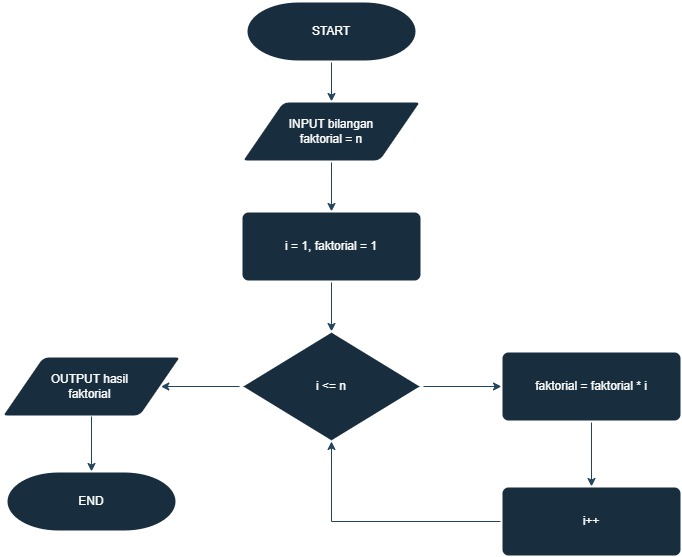 START
INPUT bilangan
faktorial = n
i = 1, faktorial = 1
i <= n
faktorial = faktorial * i
i++
OUTPUT hasil
faktorial
END